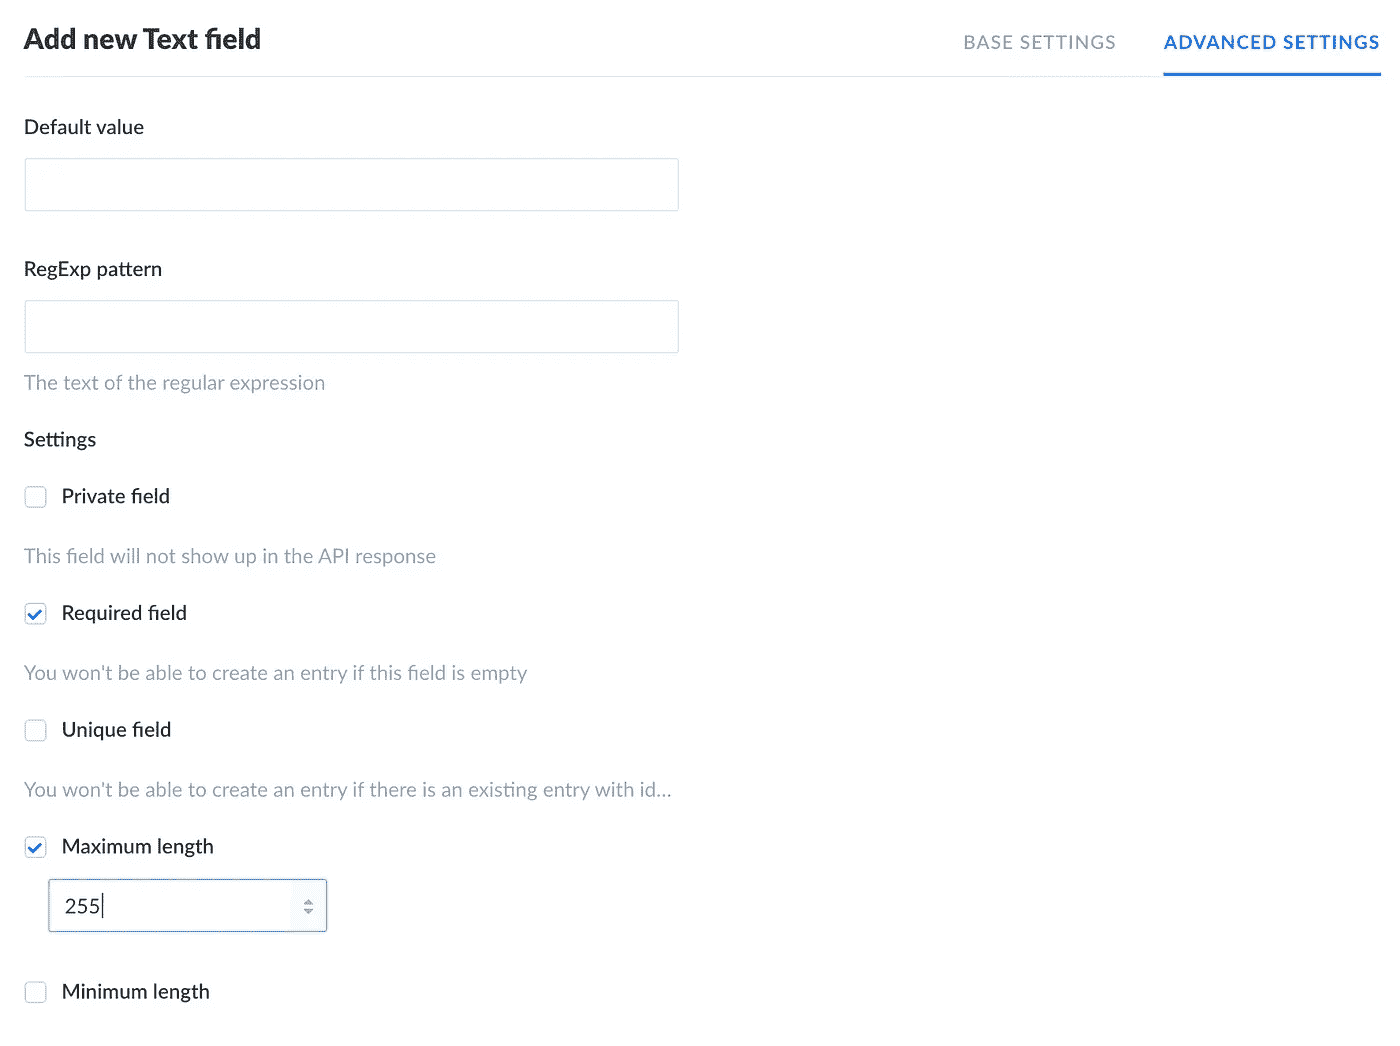 Add new Text field
BASE SETTINGS
ADVANCED SETTINGS
Default value
RegExp pattern
The text of the regular expression
Settings
Private field
This field will not show up in the API response
Required field
You won't be able to create an entry if this field is empty
Unique field
You won't be able to create an entry if there is an existing entry with id...
Maximum length
255
Minimum length